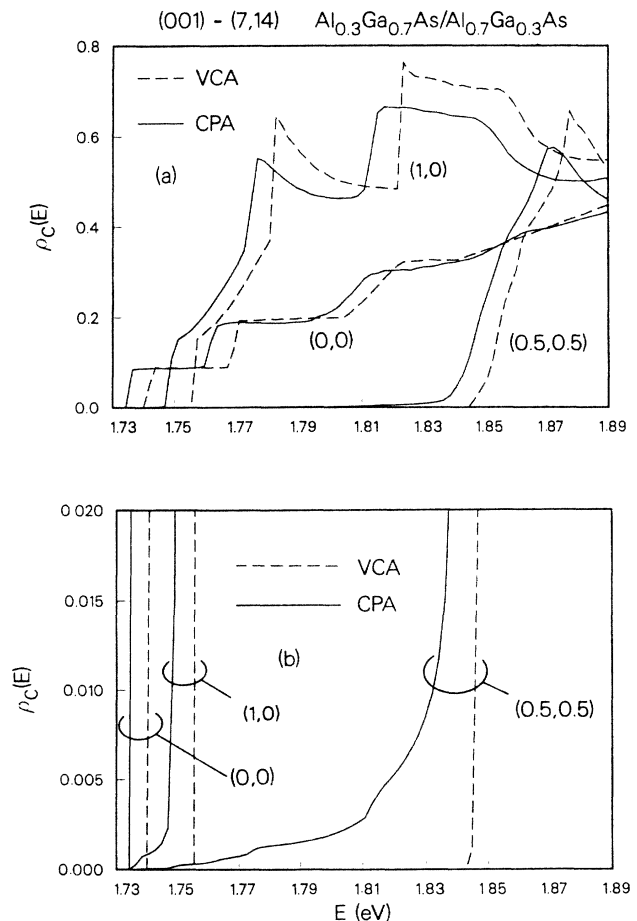 (001) - (7,14) Al0.3Ga0.7As/Al0.7Ga0.3As
0.8
0.6
0.4
0.2
0.0
ρC(E)
VCA
CPA
(a)
(1,0)
(0,0)
(0.5,0.5)
1.73 1.75 1.77 1.79 1.81 1.83 1.85 1.87 1.89
0.020
0.015
0.010
0.005
0.000
ρC(E)
VCA
CPA
(b)
(1,0)
(0,0)
(0.5,0.5)
1.73 1.75 1.77 1.79 1.81 1.83 1.85 1.87 1.89
E (eV)